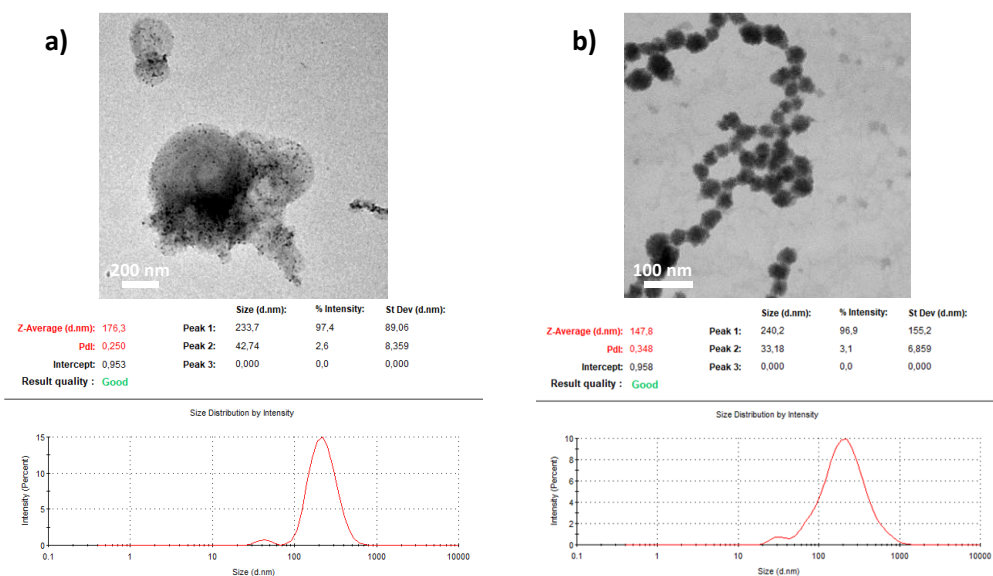 a)
200 nm
Size (d.nm): % Intensity: St Dev (d.nm):
Z-Average (d.nm): 176,3 Peak 1: 233,7 97,4 89,06
PdI: 0,250 Peak 2: 42,74 2,6 8,359
Intercept: 0,953 Peak 3: 0,000 0,0 0,000
Result quality : Good
Size Distribution by Intensity
15
10
5
0
Intensity (Percent)
0.1 1 10 100 1000 10000
Size (d.nm)
b)
100 nm
Size (d.nm): % Intensity: St Dev (d.nm):
Z-Average (d.nm): 147,8 Peak 1: 240,2 96,9 155,2
PdI: 0,348 Peak 2: 33,18 3,1 6,859
Intercept: 0,958 Peak 3: 0,000 0,0 0,000
Result quality : Good
Size Distribution by Intensity
10
8
6
4
2
0
Intensity (Percent)
0.1 1 10 100 1000 10000
Size (d.nm)